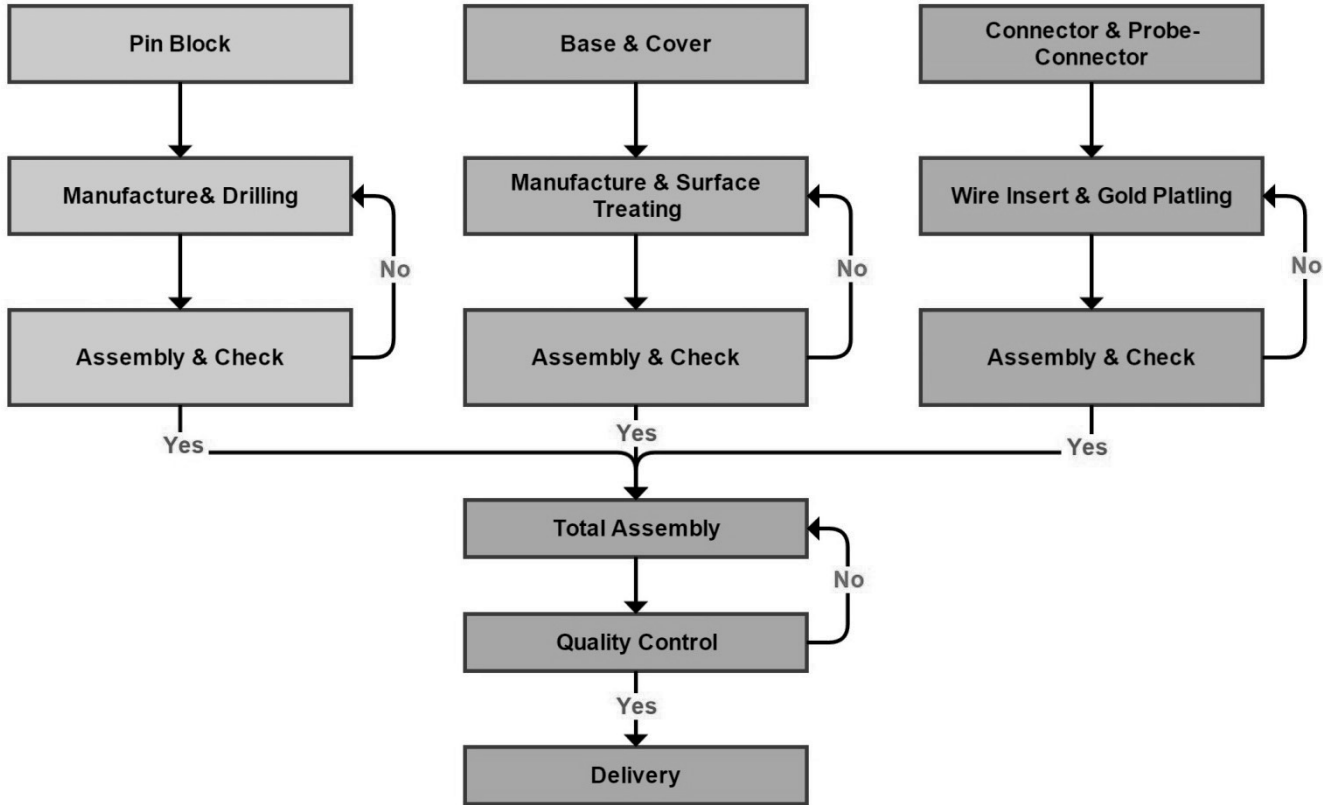 Pin Block
Base & Cover
Connector & Probe-
Connector
Manufacture& Drilling
Manufacture & Surface
Treating
Wire Insert & Gold Platling
No
No
No
Assembly & Check
Assembly & Check
Assembly & Check
Yes
Yes
Yes
Total Assembly
No
Quality Control
Yes
Delivery